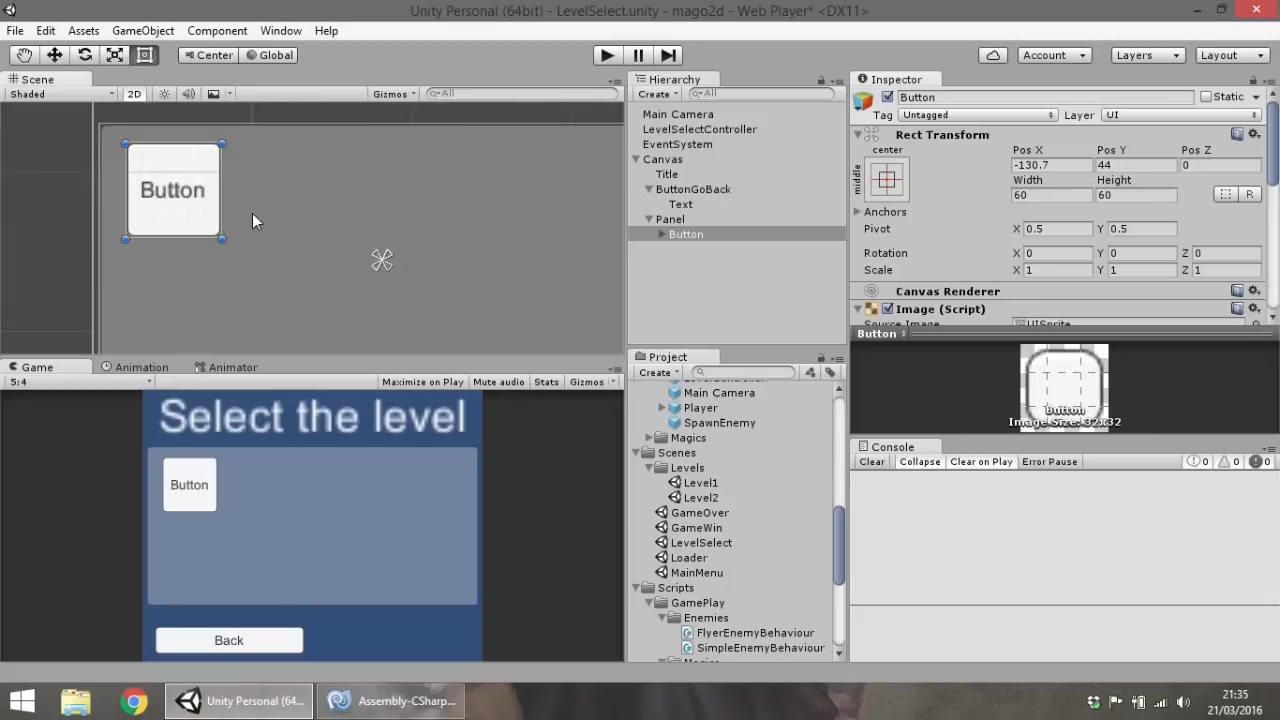 Unity Personal (64bit) - LevelSelect.unity - mago2d - Web Player* <DX11>
File Edit Assets GameObject Component Window Help
Center Global Account Layers Layout
Scene
Shaded 2D Gizmos All
Button
Hierarchy
Create All
Main Camera
LevelSelectController
EventSystem
Canvas
Title
ButtonGoBack
Text
Panel
Button
Inspector
Button Static
Tag Untagged Layer UI
Rect Transform
center Pos X Pos Y Pos Z
middle -130.7 44 0
Width Height
60 60 R
Anchors
Pivot X 0.5 Y 0.5
Rotation X 0 Y 0 Z 0
Scale X 1 Y 1 Z 1
Canvas Renderer
Image (Script)
Source Image UISprite
Button
Button
Image Size: 32x32
Game Animation Animator
5:4 Maximize on Play Mute audio Stats Gizmos
Select the level
Button
Back
Project
Create
Main Camera
Player
SpawnEnemy
Magics
Scenes
Levels
Level1
Level2
GameOver
GameWin
LevelSelect
Loader
MainMenu
Scripts
GamePlay
Enemies
FlyerEnemyBehaviour
SimpleEnemyBehaviour
Magics
Console
Clear Collapse Clear on Play Error Pause 0 0 0
Unity Personal (64... Assembly-CSharp...
21:35
21/03/2016